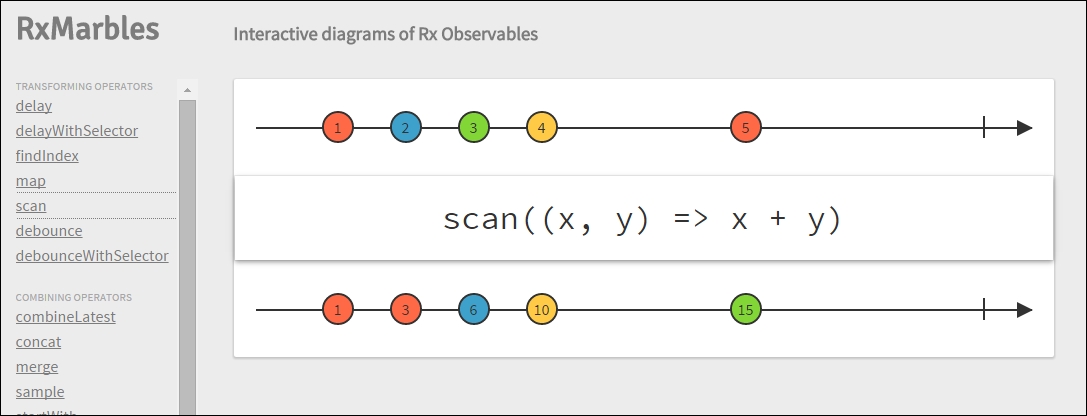 RxMarbles
Interactive diagrams of Rx Observables
TRANSFORMING OPERATORS
delay
delayWithSelector
findIndex
map
scan
debounce
debounceWithSelector
COMBINING OPERATORS
combineLatest
concat
merge
sample
startWith
1 2 3 4 5
scan((x, y) => x + y)
1 3 6 10 15